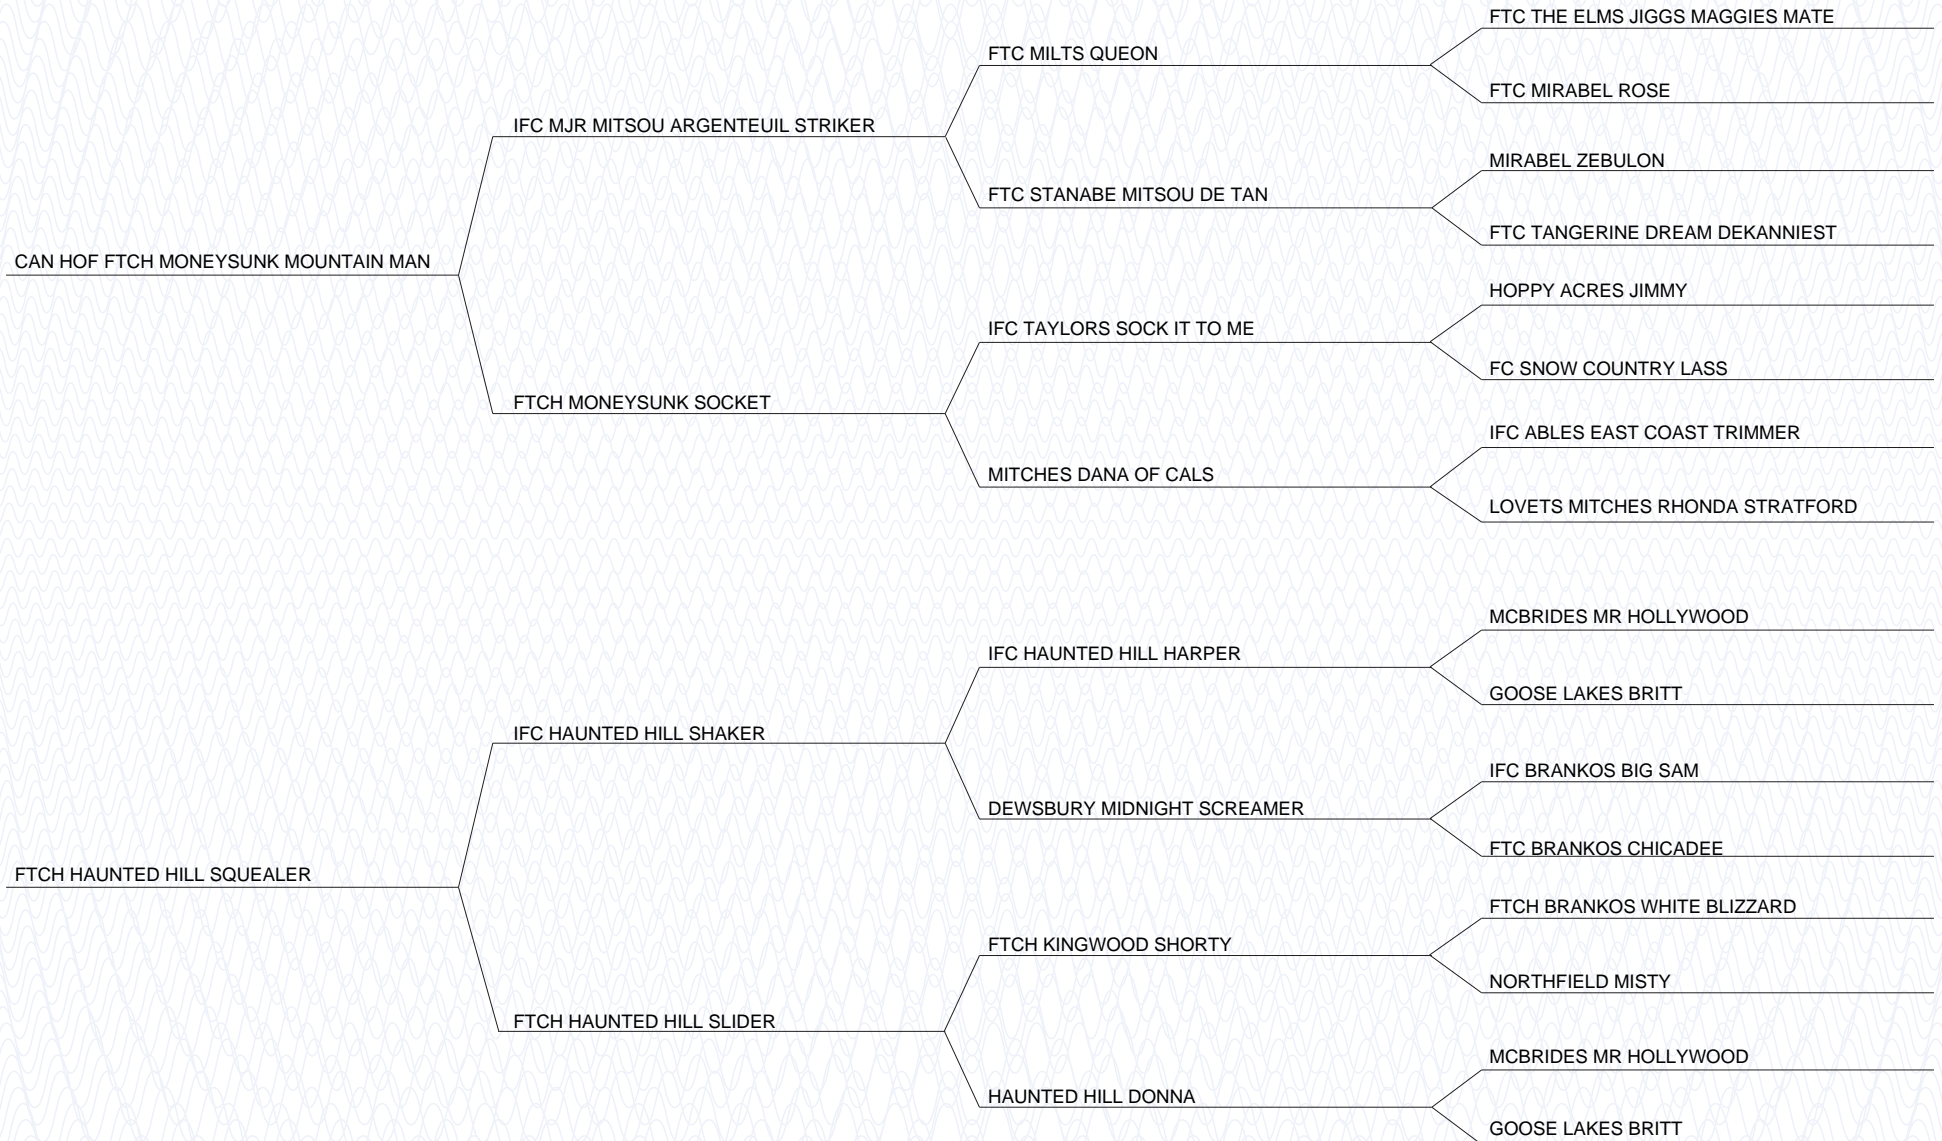 FTC THE ELMS JIGGS MAGGIES MATE
FTC MILTS QUEON
FTC MIRABEL ROSE
IFC MJR MITSOU ARGENTEUIL STRIKER
MIRABEL ZEBULON
FTC STANABE MITSOU DE TAN
FTC TANGERINE DREAM DEKANNIEST
CAN HOF FTCH MONEYSUNK MOUNTAIN MAN
HOPPY ACRES JIMMY
IFC TAYLORS SOCK IT TO ME
FC SNOW COUNTRY LASS
FTCH MONEYSUNK SOCKET
IFC ABLES EAST COAST TRIMMER
MITCHES DANA OF CALS
LOVETS MITCHES RHONDA STRATFORD
MCBRIDES MR HOLLYWOOD
IFC HAUNTED HILL HARPER
GOOSE LAKES BRITT
IFC HAUNTED HILL SHAKER
IFC BRANKOS BIG SAM
DEWSBURY MIDNIGHT SCREAMER
FTC BRANKOS CHICADEE
FTCH HAUNTED HILL SQUEALER
FTCH BRANKOS WHITE BLIZZARD
FTCH KINGWOOD SHORTY
NORTHFIELD MISTY
FTCH HAUNTED HILL SLIDER
MCBRIDES MR HOLLYWOOD
HAUNTED HILL DONNA
GOOSE LAKES BRITT